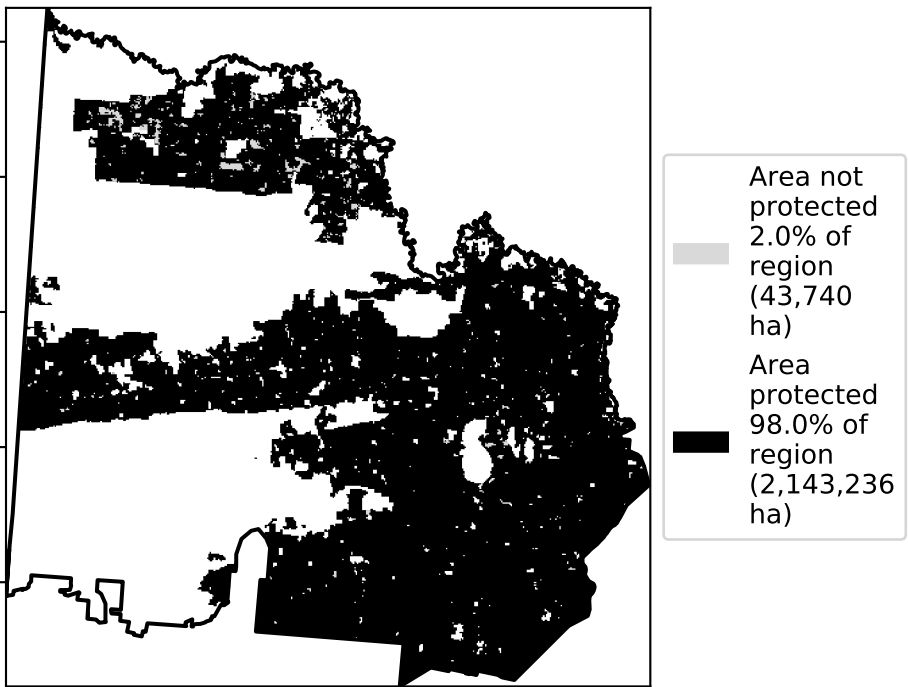 Area not
protected
2.0% of
region
(43,740
ha)
Area
protected
98.0% of
region
(2,143,236
ha)